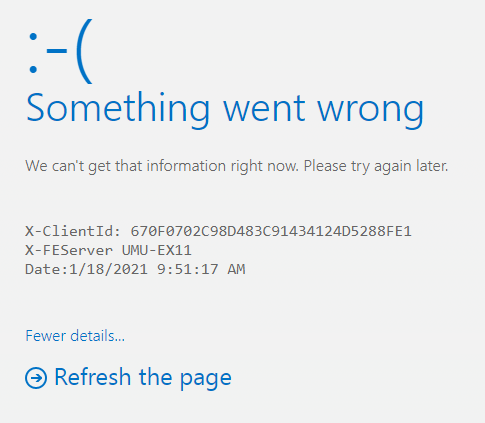 :-(
Something went wrong
We can't get that information right now. Please try again later.
X-ClientId: 670F0702C98D483C91434124D5288FE1
X-FEServer UMU-EX11
Date:1/18/2021 9:51:17 AM
Fewer details...
Refresh the page